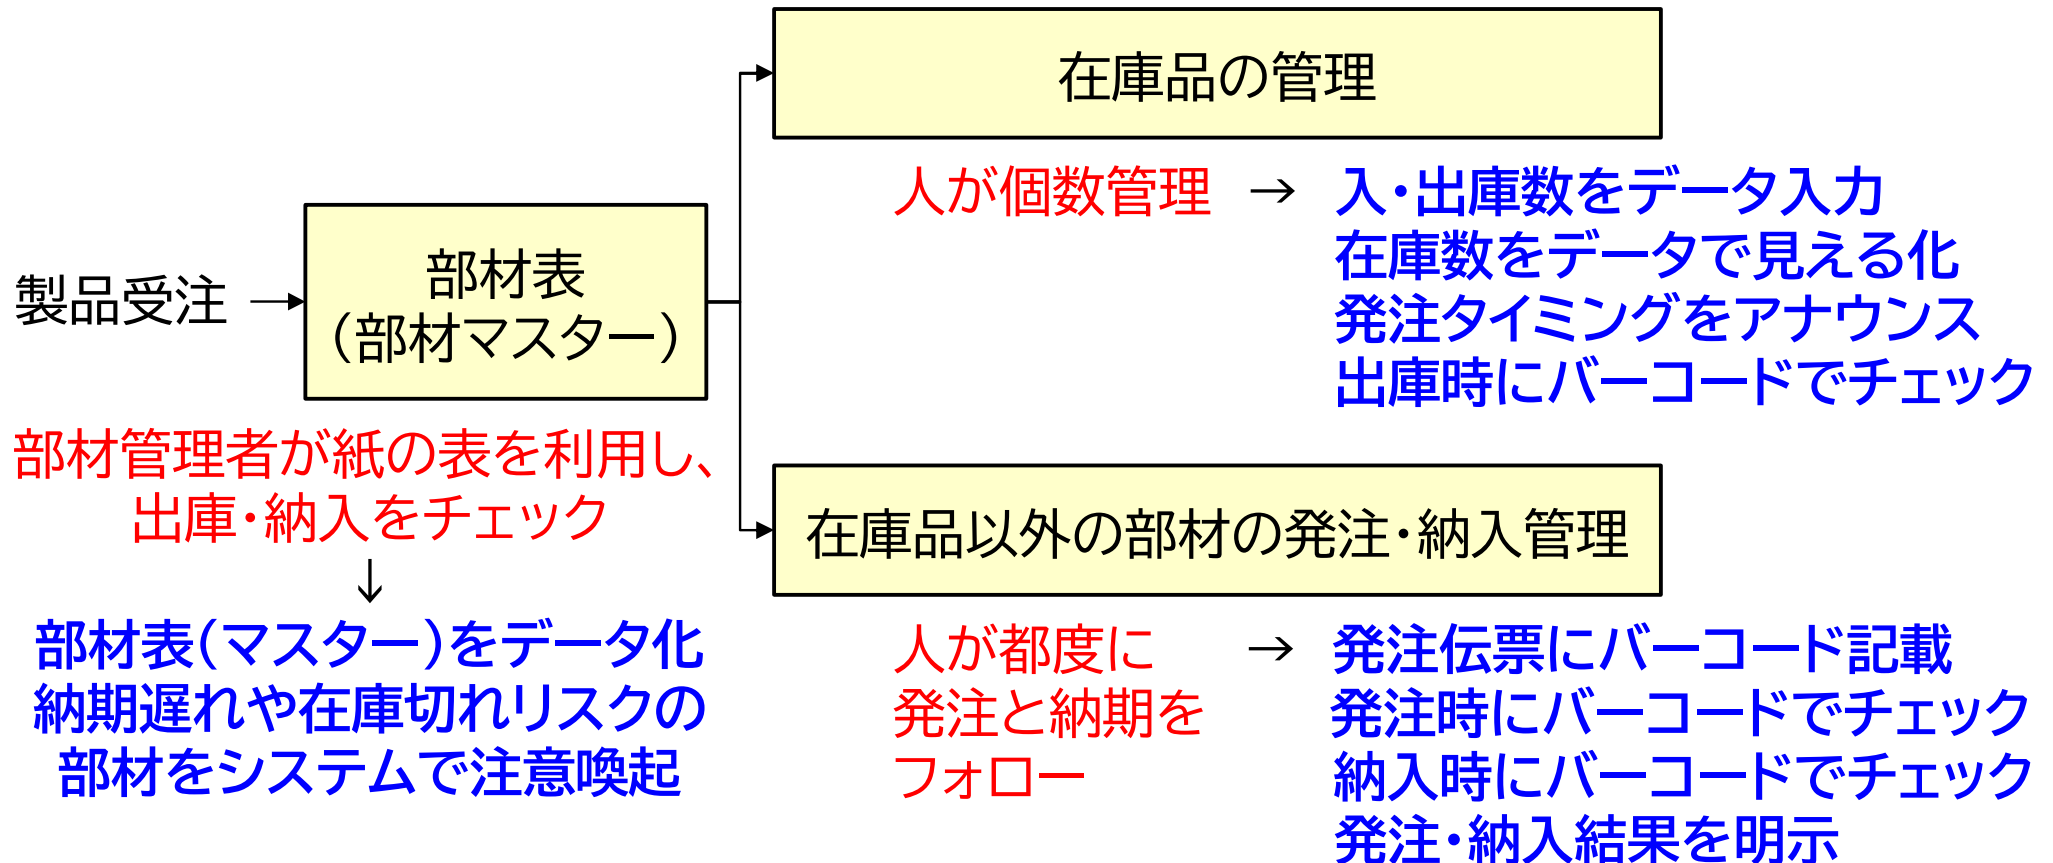 製品受注
部材表
（部材マスター）
部材管理者が紙の表を利用し、
出庫・納入をチェック
↓
部材表（マスター）をデータ化
納期遅れや在庫切れリスクの
部材をシステムで注意喚起
在庫品の管理
人が個数管理 → 入・出庫数をデータ入力
在庫数をデータで見える化
発注タイミングをアナウンス
出庫時にバーコードでチェック
在庫品以外の部材の発注・納入管理
人が都度に → 発注伝票にバーコード記載
発注と納期を 発注時にバーコードでチェック
フォロー 納入時にバーコードでチェック
発注・納入結果を明示